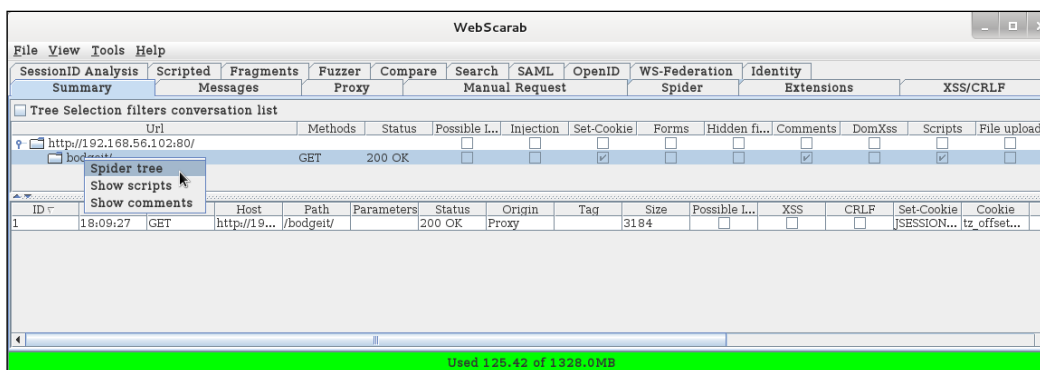 WebScarab
File View Tools Help
SessionID Analysis Scripted Fragments Fuzzer Compare Search SAML OpenID WS-Federation Identity
Summary Messages Proxy Manual Request Spider Extensions XSS/CRLF
Tree Selection filters conversation list
Url Methods Status Possible I... Injection Set-Cookie Forms Hidden fi... Comments DomXss Scripts File upload
http://192.168.56.102:80/
bodgeit/ GET 200 OK
Spider tree
Show scripts
Show comments
ID Host Path Parameters Status Origin Tag Size Possible I... XSS CRLF Set-Cookie Cookie
1 18:09:27 GET http://19... /bodgeit/ 200 OK Proxy 3184 JSESSION... tz_offset...
Used 125.42 of 1328.0MB